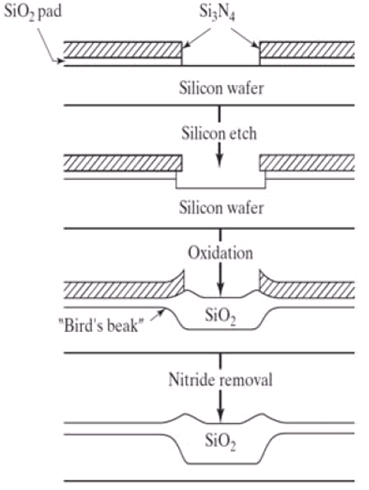 SiO₂ pad
Si₃N₄
Silicon wafer
Silicon etch
Silicon wafer
Oxidation
SiO₂
"Bird's beak"
Nitride removal
SiO₂